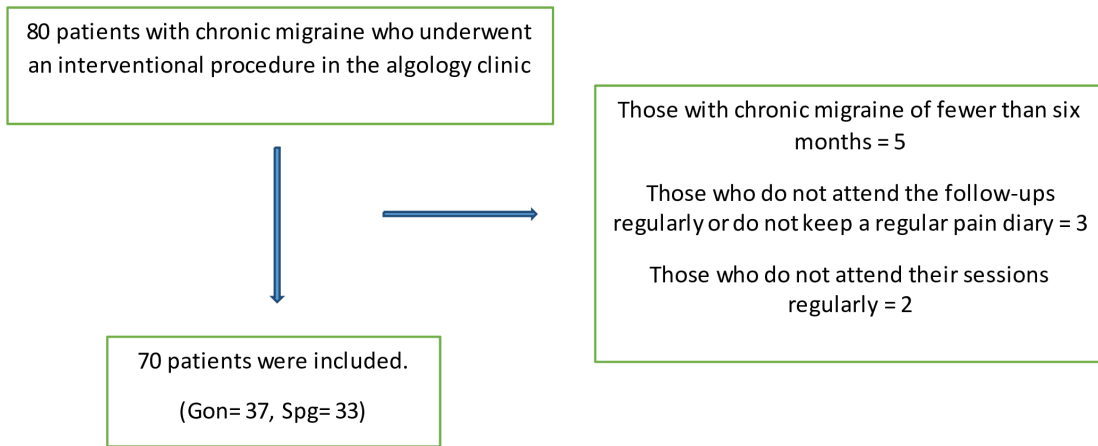 80 patients with chronic migraine who underwent
an interventional procedure in the algology clinic
Those with chronic migraine of fewer than six
months = 5
Those who do not attend the follow-ups
regularly or do not keep a regular pain diary = 3
Those who do not attend their sessions
regularly = 2
70 patients were included.
(Gon= 37, Spg= 33)